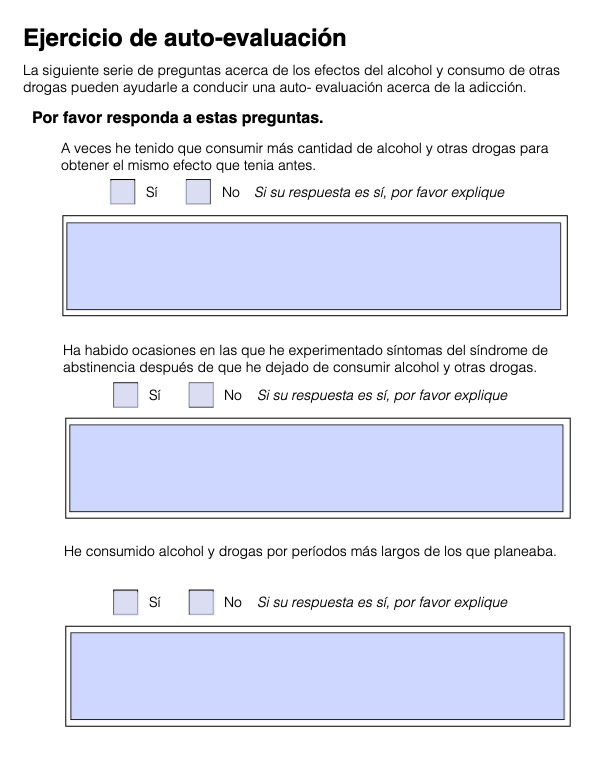 Ejercicio de auto-evaluación
La siguiente serie de preguntas acerca de los efectos del alcohol y consumo de otras
drogas pueden ayudarle a conducir una auto- evaluación acerca de la adicción.
Por favor responda a estas preguntas.
A veces he tenido que consumir más cantidad de alcohol y otras drogas para
obtener el mismo efecto que tenia antes.
Sí No Si su respuesta es sí, por favor explique
Ha habido ocasiones en las que he experimentado síntomas del síndrome de
abstinencia después de que he dejado de consumir alcohol y otras drogas.
Sí No Si su respuesta es sí, por favor explique
He consumido alcohol y drogas por períodos más largos de los que planeaba.
Sí No Si su respuesta es sí, por favor explique